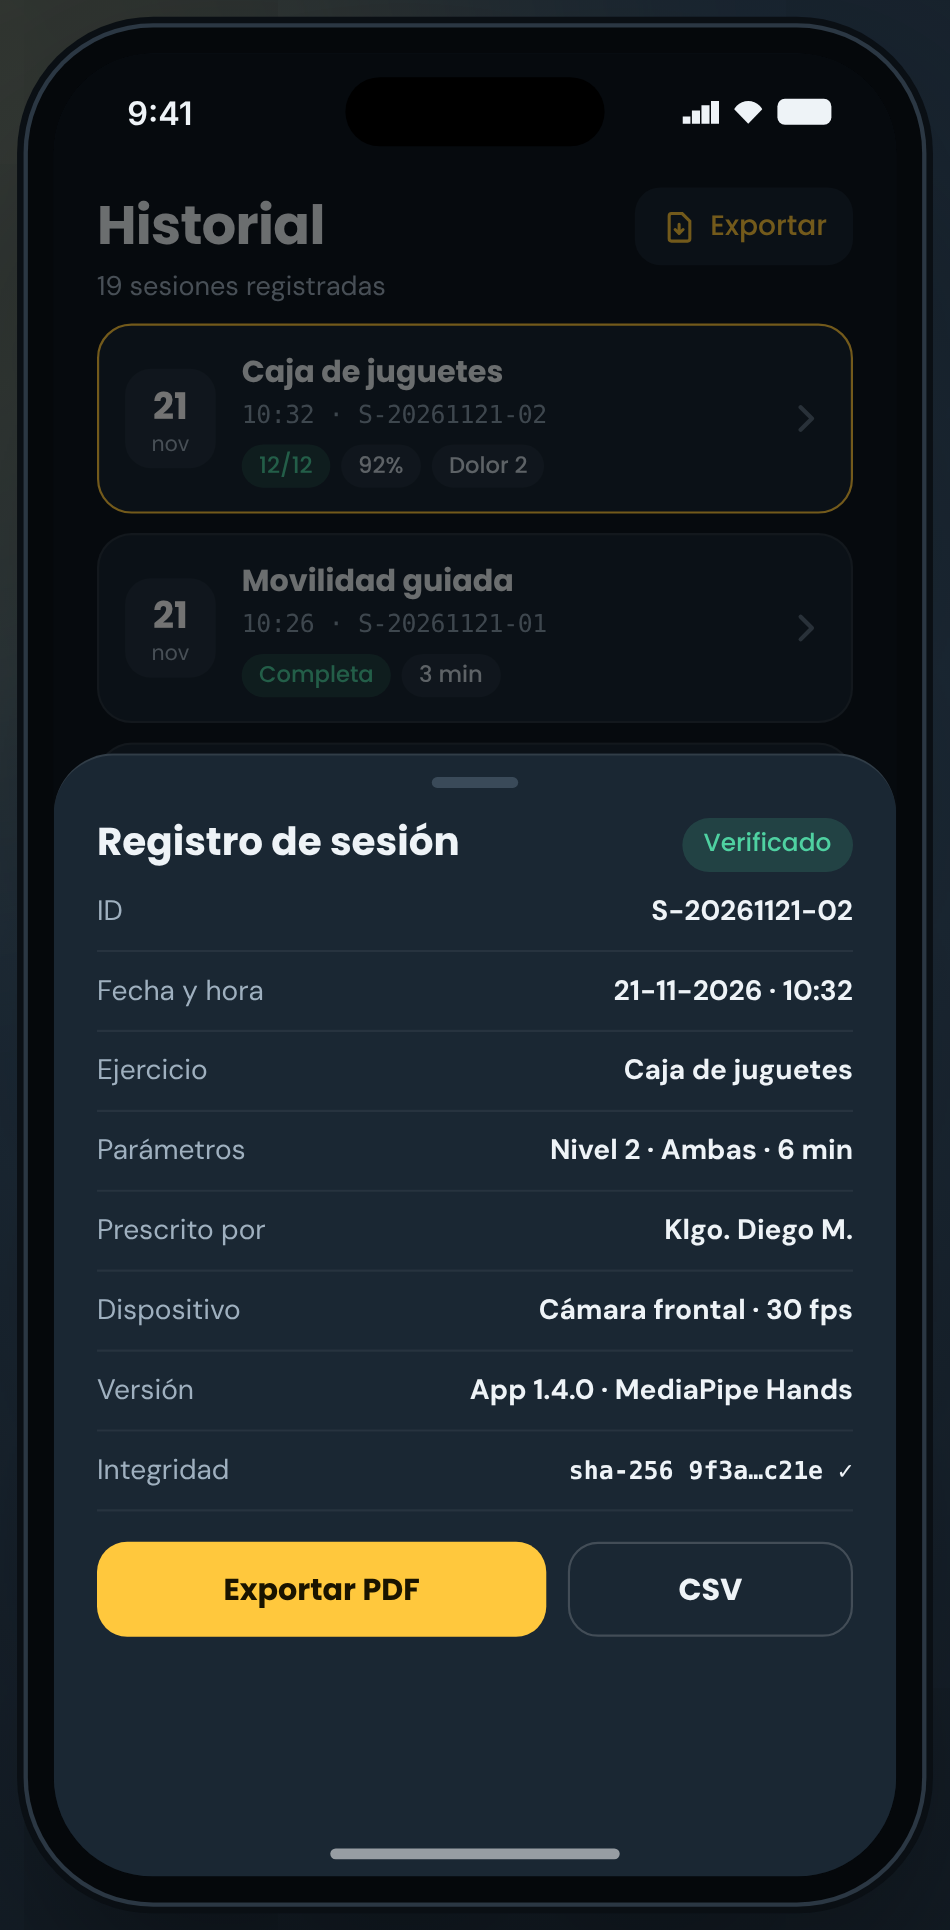 9:41
Historial
Exportar
19 sesiones registradas
21
nov
Caja de juguetes
10:32 · S-20261121-02
12/12
92%
Dolor 2
21
nov
Movilidad guiada
10:26 · S-20261121-01
Completa
3 min
Registro de sesión
Verificado
ID
S-20261121-02
Fecha y hora
21-11-2026 · 10:32
Ejercicio
Caja de juguetes
Parámetros
Nivel 2 · Ambas · 6 min
Prescrito por
Klgo. Diego M.
Dispositivo
Cámara frontal · 30 fps
Versión
App 1.4.0 · MediaPipe Hands
Integridad
sha-256 9f3a…c21e ✓
Exportar PDF
CSV